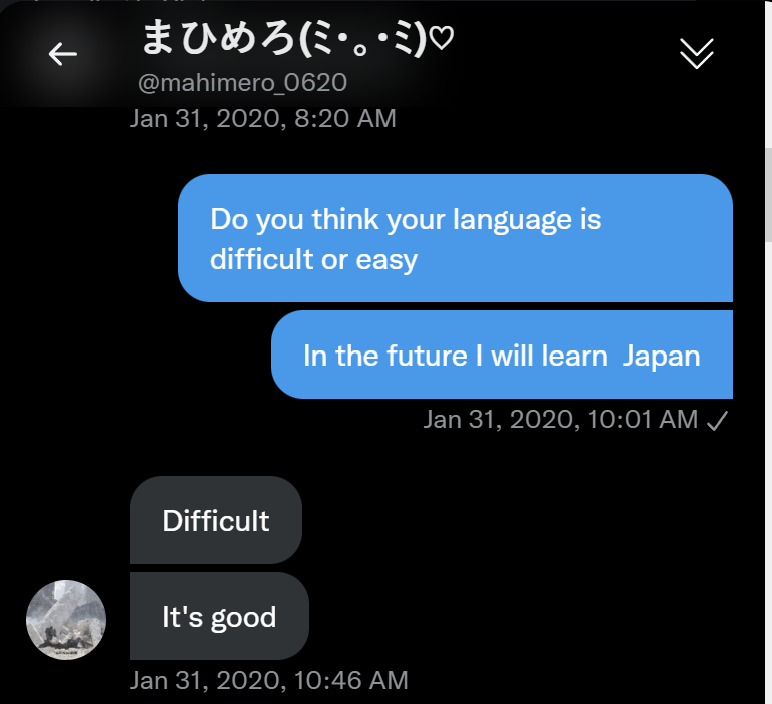 まひめろ(ミ・｡・ミ)♡
@mahimero_0620
Jan 31, 2020, 8:20 AM
Do you think your language is
difficult or easy
In the future I will learn  Japan
Jan 31, 2020, 10:01 AM ✓
Difficult
It's good
Jan 31, 2020, 10:46 AM